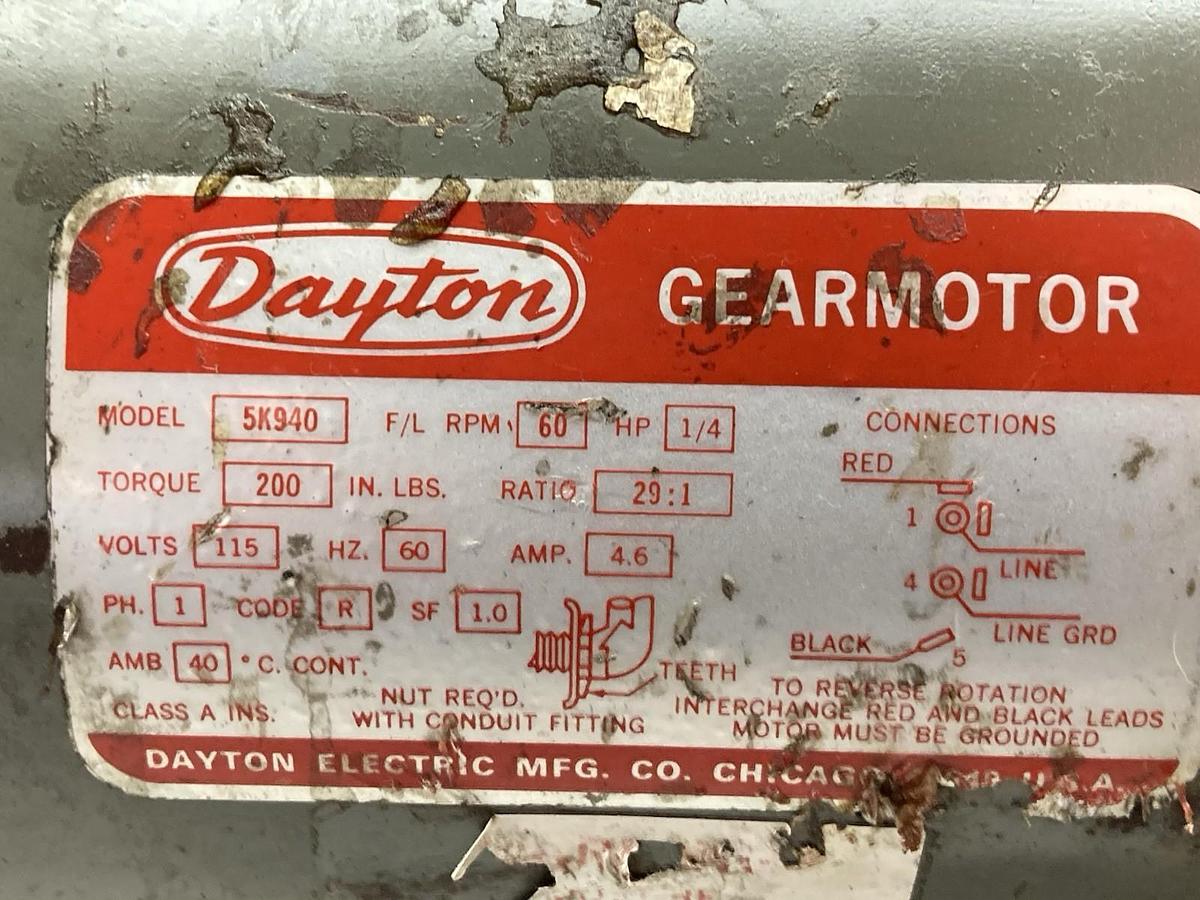 Dayton GEARMOTOR
MODEL 5K940 F/L RPM 60 HP 1/4
TORQUE 200 IN. LBS. RATIO 29:1
VOLTS 115 HZ. 60 AMP. 4.6
PH. 1 CODE R SF 1.0
AMB 40 °C. CONT.
CLASS A INS.
TEETH
NUT REQ'D.
WITH CONDUIT FITTING
CONNECTIONS
RED
1
LINE
4
LINE GRD
BLACK
5
TO REVERSE ROTATION
INTERCHANGE RED AND BLACK LEADS
MOTOR MUST BE GROUNDED
DAYTON ELECTRIC MFG. CO. CHICAGO U.S.A.